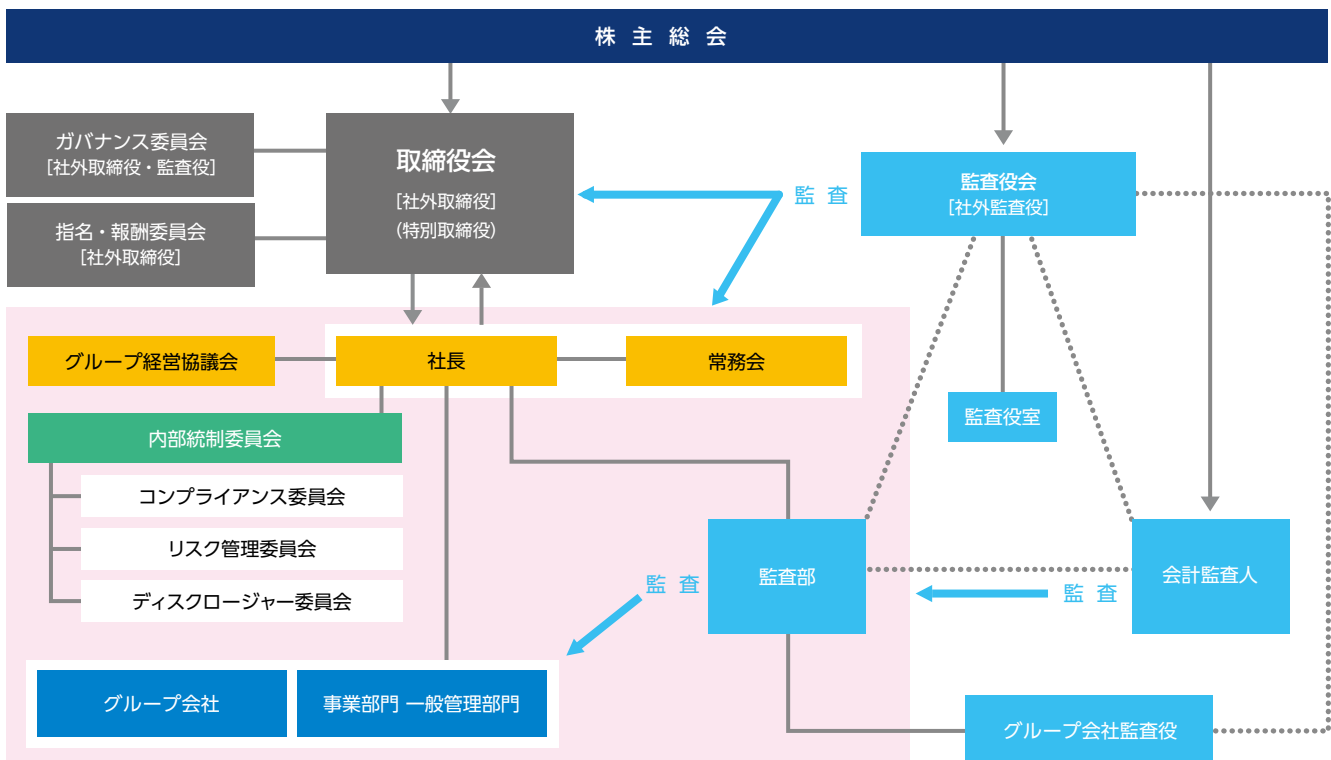 株主総会
ガバナンス委員会
[社外取締役・監査役]
指名・報酬委員会
[社外取締役]
取締役会
[社外取締役]
(特別取締役)
監査
監査役会
[社外監査役]
グループ経営協議会
社長
常務会
内部統制委員会
コンプライアンス委員会
リスク管理委員会
ディスクロージャー委員会
監査役室
監査部
監査
会計監査人
監査
グループ会社
事業部門 一般管理部門
グループ会社監査役